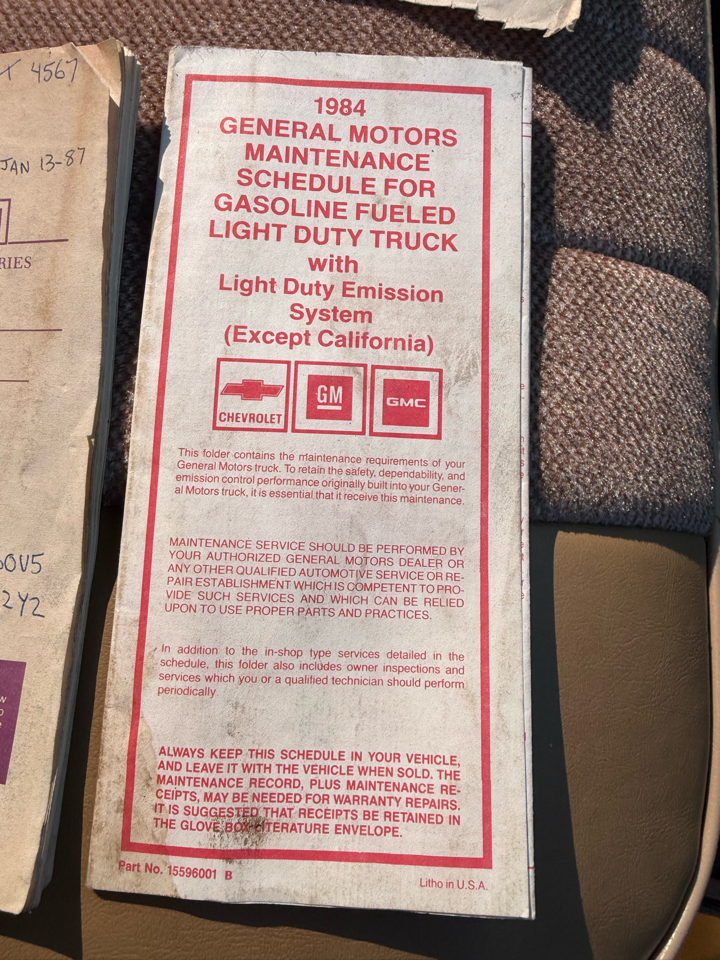 4567
JAN 13-87
RIES
OV5
2Y2
1984
GENERAL MOTORS
MAINTENANCE
SCHEDULE FOR
GASOLINE FUELED
LIGHT DUTY TRUCK
with
Light Duty Emission
System
(Except California)
CHEVROLET
GM
GMC
This folder contains the maintenance requirements of your
General Motors truck. To retain the safety, dependability, and
emission control performance originally built into your Gener-
al Motors truck, it is essential that it receive this maintenance.
MAINTENANCE SERVICE SHOULD BE PERFORMED BY
YOUR AUTHORIZED GENERAL MOTORS DEALER OR
ANY OTHER QUALIFIED AUTOMOTIVE SERVICE OR RE-
PAIR ESTABLISHMENT WHICH IS COMPETENT TO PRO-
VIDE SUCH SERVICES AND WHICH CAN BE RELIED
UPON TO USE PROPER PARTS AND PRACTICES.
In addition to the in-shop type services detailed in the
schedule, this folder also includes owner inspections and
services which you or a qualified technician should perform
periodically.
ALWAYS KEEP THIS SCHEDULE IN YOUR VEHICLE,
AND LEAVE IT WITH THE VEHICLE WHEN SOLD. THE
MAINTENANCE RECORD, PLUS MAINTENANCE RE-
CEIPTS, MAY BE NEEDED FOR WARRANTY REPAIRS.
IT IS SUGGESTED THAT RECEIPTS BE RETAINED IN
THE GLOVE BOX LITERATURE ENVELOPE.
Part No. 15596001 B
Litho in U.S.A.